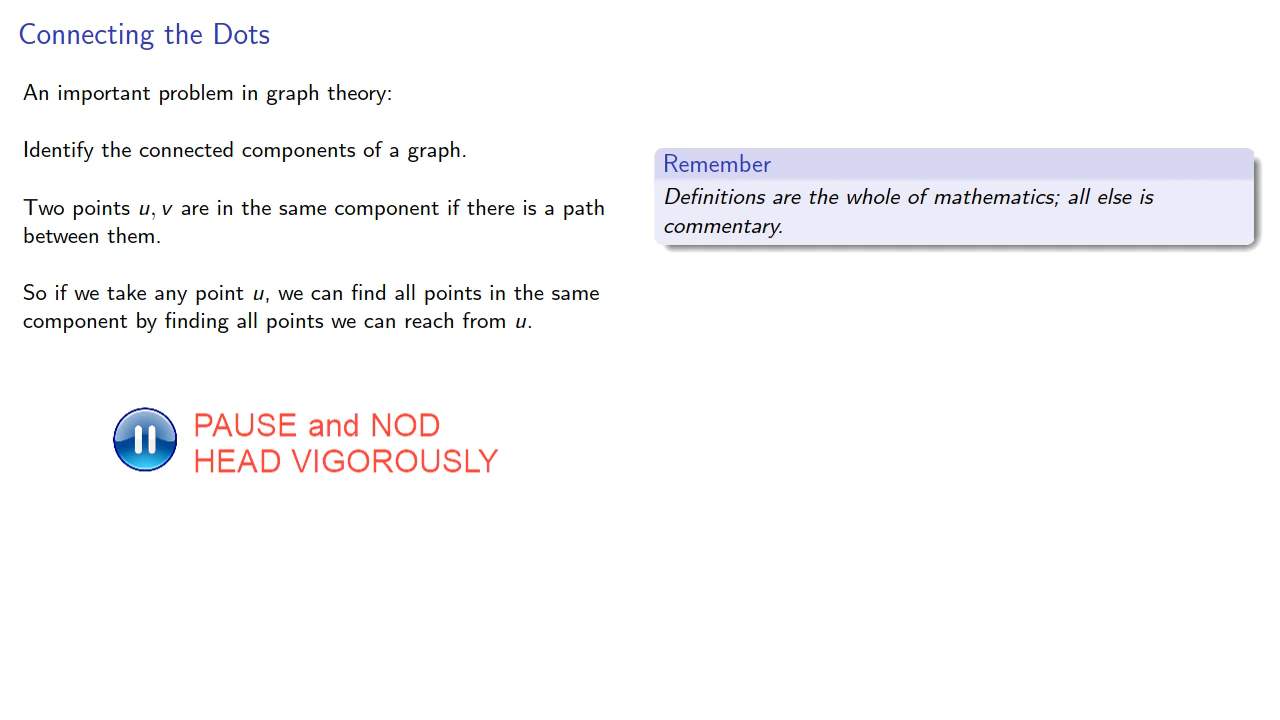 Connecting the Dots
An important problem in graph theory:
Identify the connected components of a graph.
Two points u, v are in the same component if there is a path
between them.
So if we take any point u, we can find all points in the same
component by finding all points we can reach from u.
PAUSE and NOD
HEAD VIGOROUSLY
Remember
Definitions are the whole of mathematics; all else is
commentary.